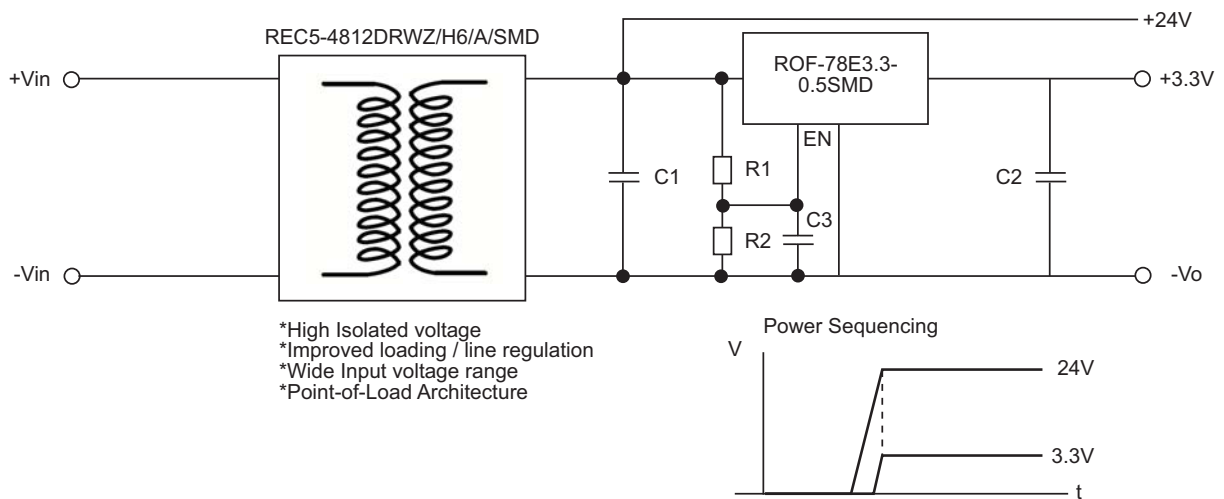 +24V
REC5-4812DRWZ/H6/A/SMD
ROF-78E3.3-
0.5SMD
+Vin
+3.3V
EN
C1
R1
C2
C3
R2
-Vin
-Vo
*High Isolated voltage
*Improved loading / line regulation
*Wide Input voltage range
*Point-of-Load Architecture
Power Sequencing
V
24V
3.3V
t